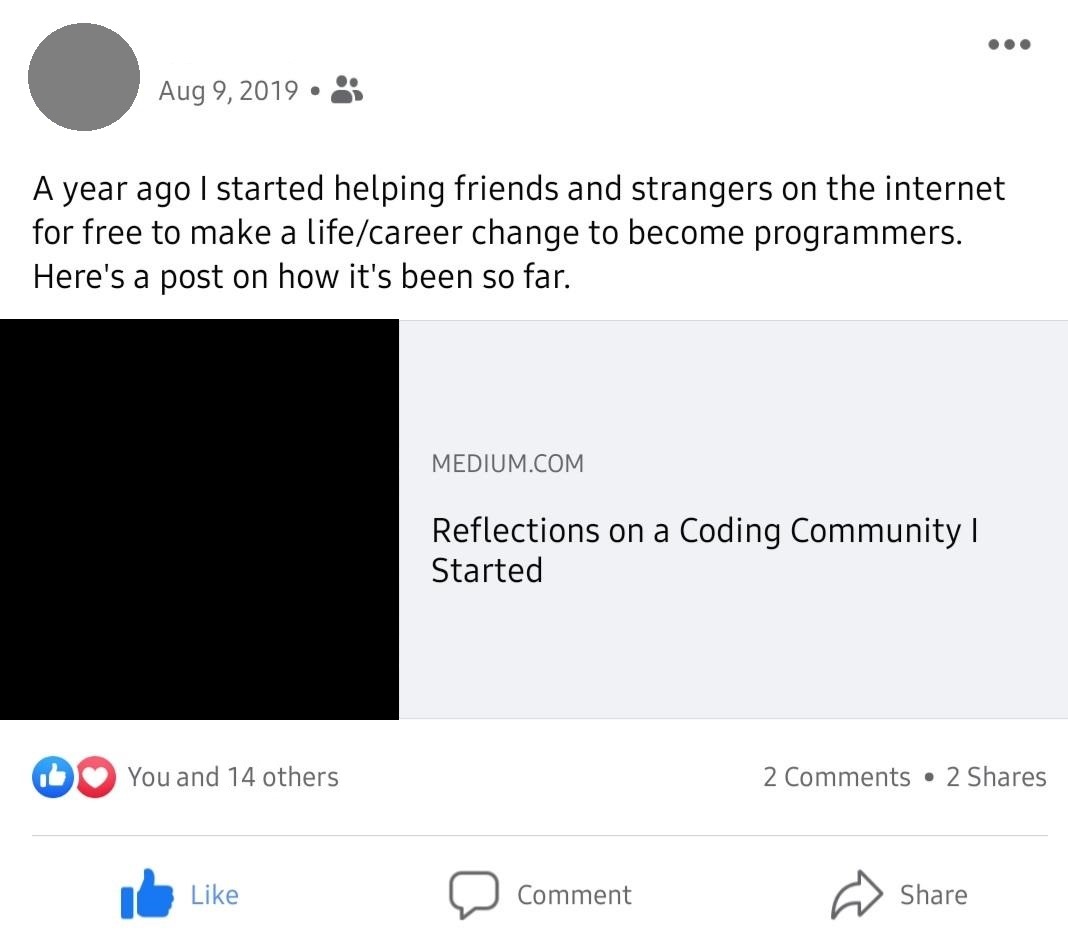 Aug 9, 2019 •
A year ago I started helping friends and strangers on the internet
for free to make a life/career change to become programmers.
Here's a post on how it's been so far.
MEDIUM.COM
Reflections on a Coding Community I
Started
You and 14 others
2 Comments • 2 Shares
Like
Comment
Share